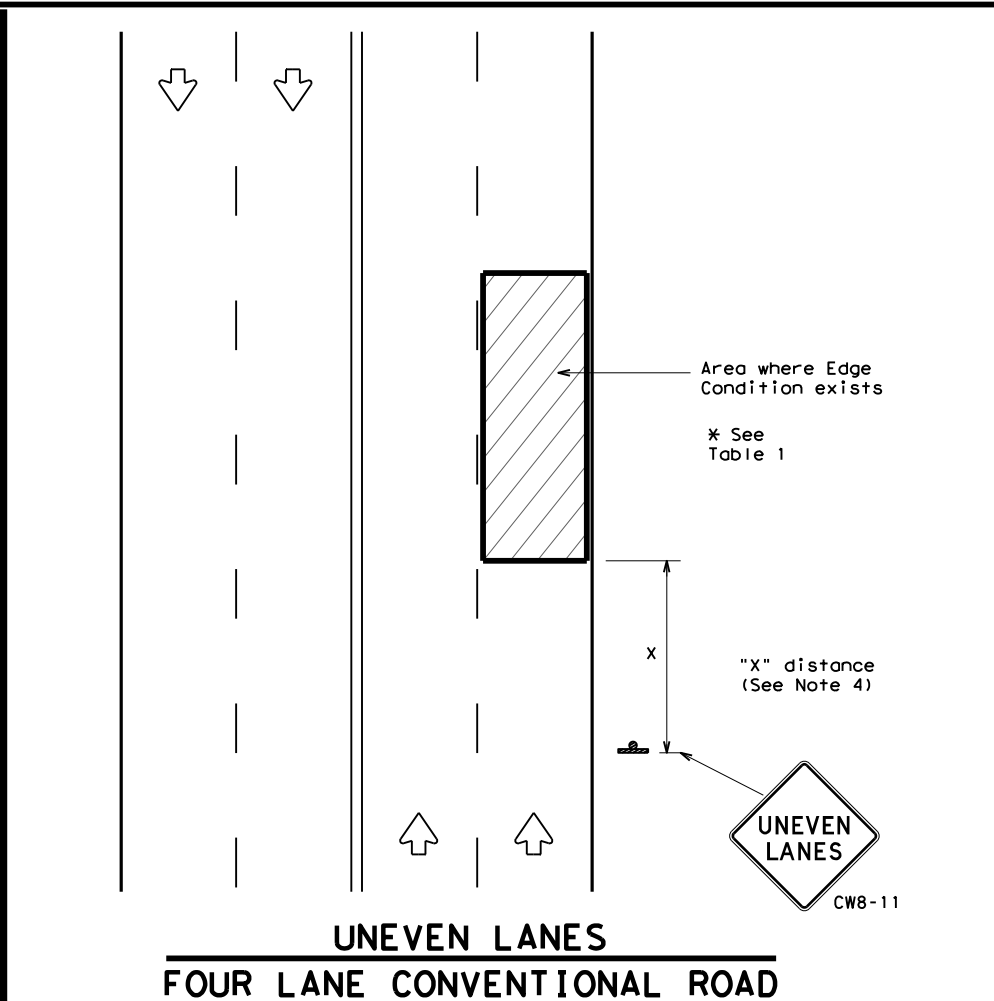 Area where Edge
Condition exists
* See
Table 1
X
"X" distance
(See Note 4)
UNEVEN
LANES
CW8-11
UNEVEN LANES
FOUR LANE CONVENTIONAL ROAD